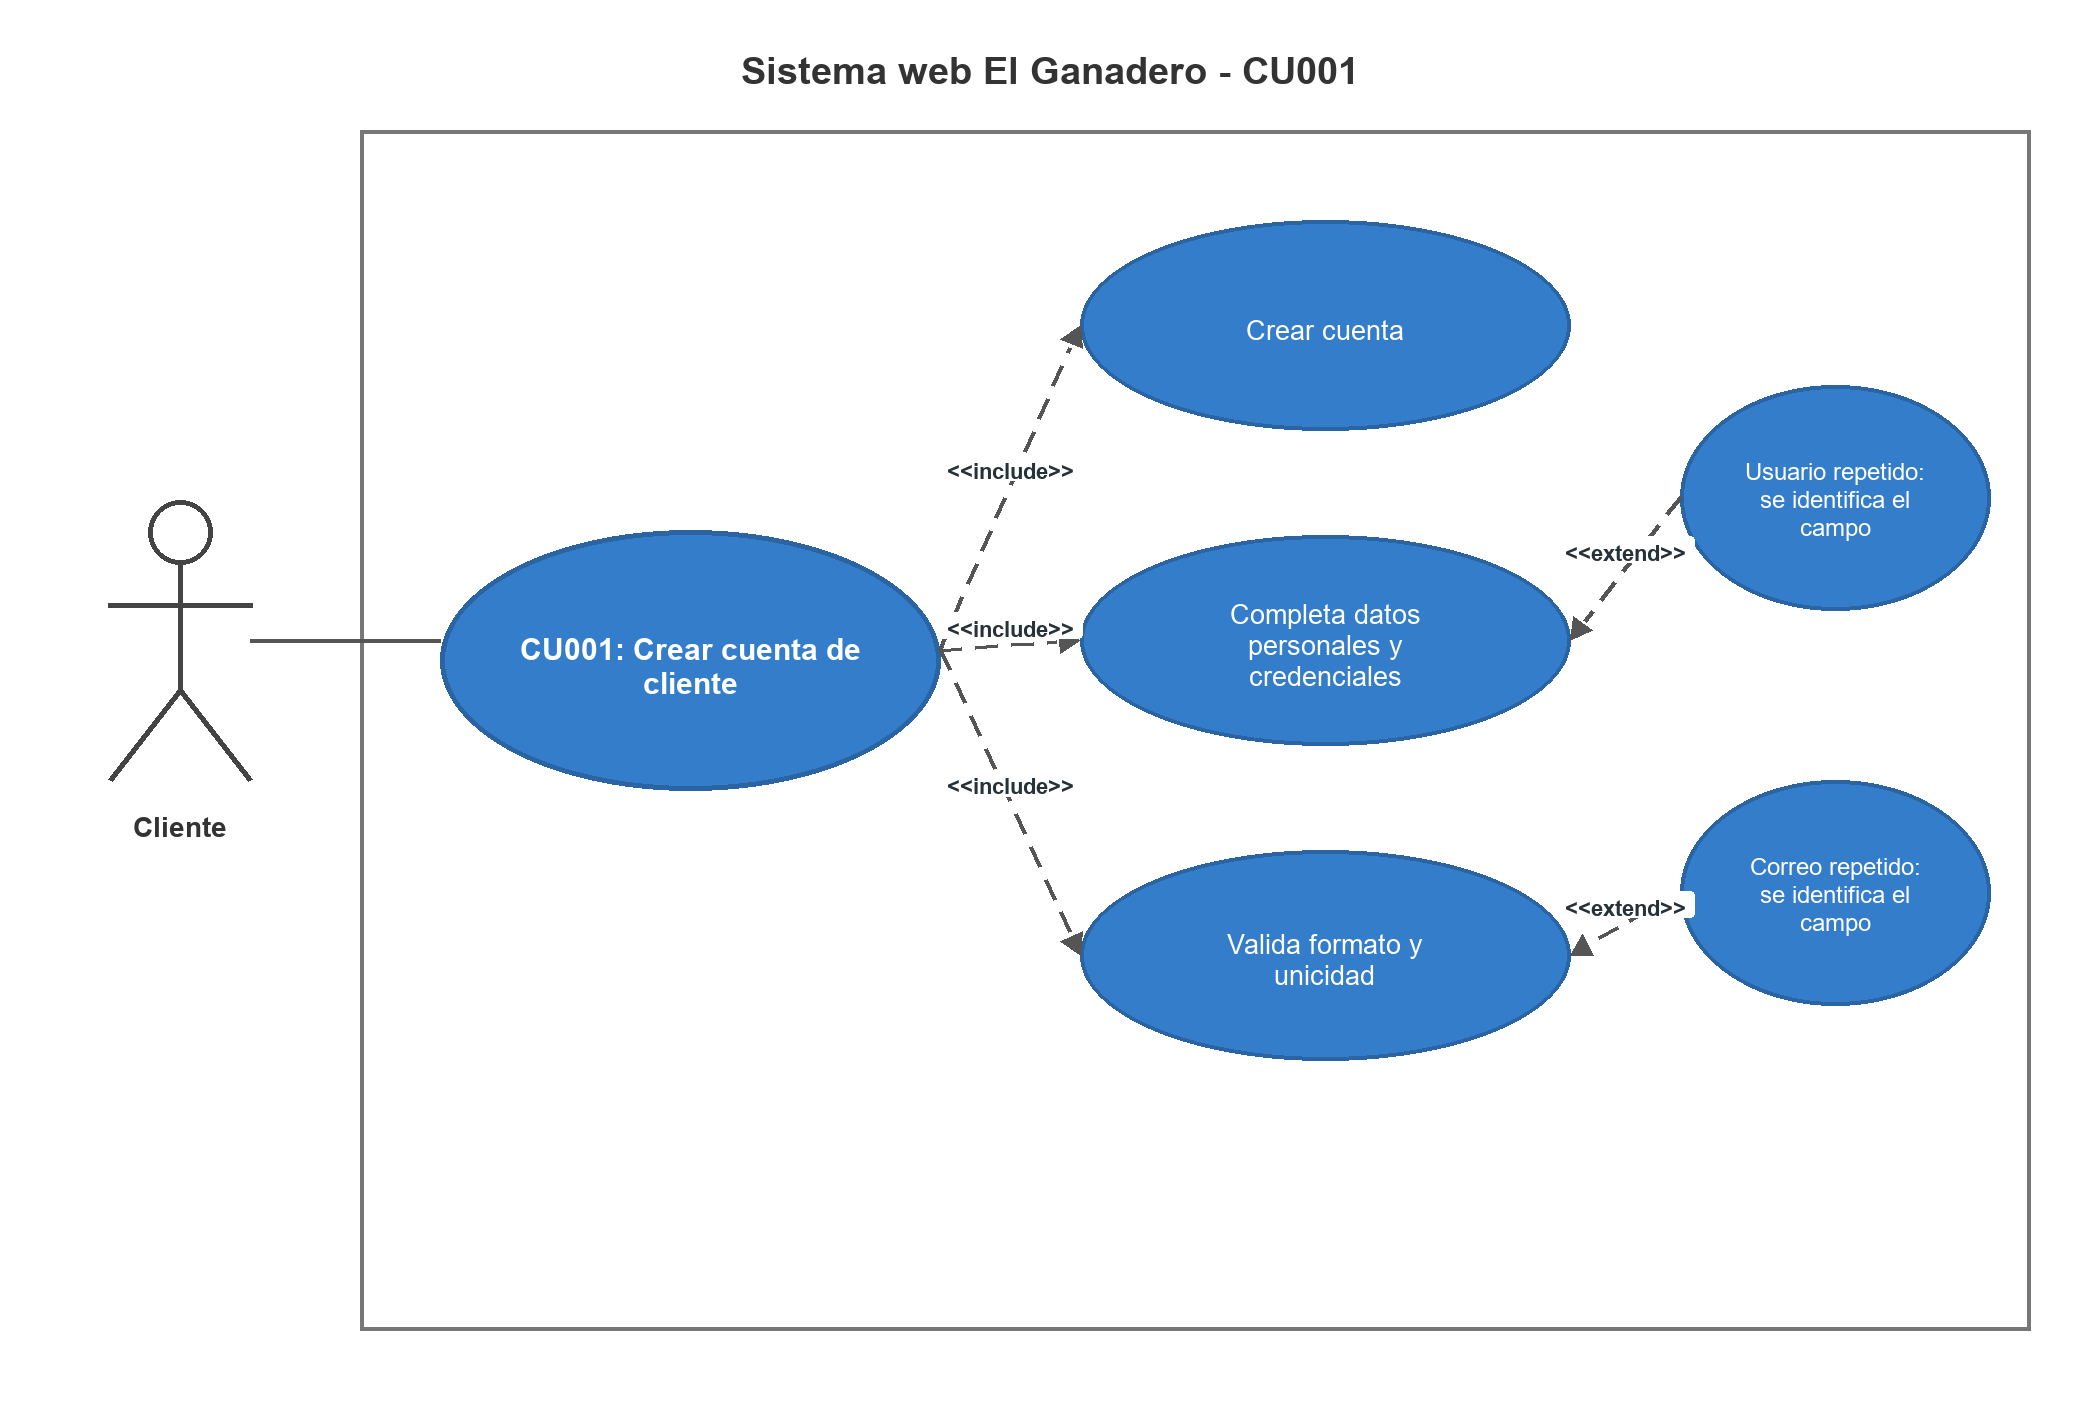 Sistema web El Ganadero - CU001
Crear cuenta
<<include>>
Usuario repetido:
se identifica el
campo
<<extend>>
Completa datos
personales y
credenciales
<<include>>
CU001: Crear cuenta de
cliente
<<include>>
Cliente
Correo repetido:
se identifica el
campo
<<extend>>
Valida formato y
unicidad